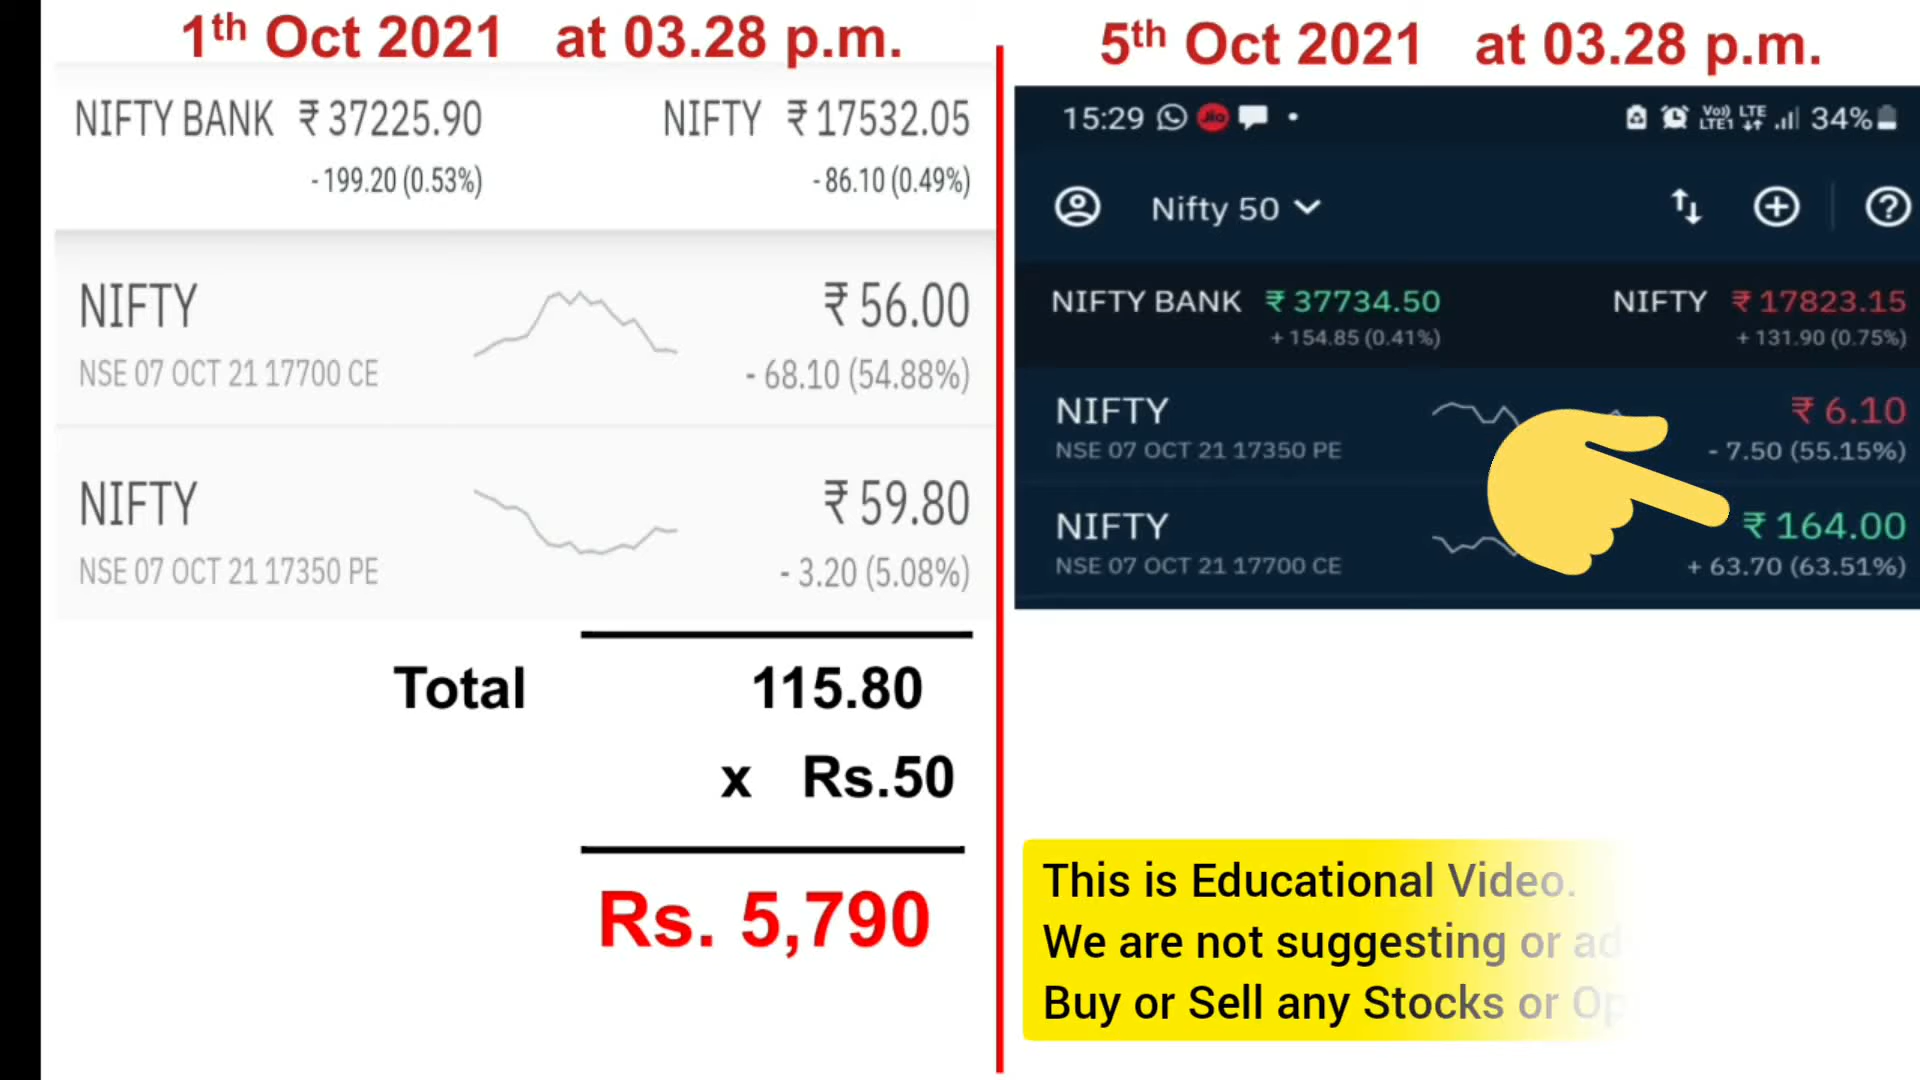 1th Oct 2021 at 03.28 p.m.
NIFTY BANK ₹ 37225.90 NIFTY ₹ 17532.05
- 199.20 (0.53%) - 86.10 (0.49%)
NIFTY ₹ 56.00
NSE 07 OCT 21 17700 CE - 68.10 (54.88%)
NIFTY ₹ 59.80
NSE 07 OCT 21 17350 PE - 3.20 (5.08%)
Total 115.80
x Rs.50
Rs. 5,790
5th Oct 2021 at 03.28 p.m.
15:29 Jio Vo)) LTE1 LTE 34%
Nifty 50
NIFTY BANK ₹ 37734.50 NIFTY ₹ 17823.15
+ 154.85 (0.41%) + 131.90 (0.75%)
NIFTY ₹ 6.10
NSE 07 OCT 21 17350 PE - 7.50 (55.15%)
NIFTY ₹ 164.00
NSE 07 OCT 21 17700 CE + 63.70 (63.51%)
This is Educational Video.
We are not suggesting or
Buy or Sell any Stocks or